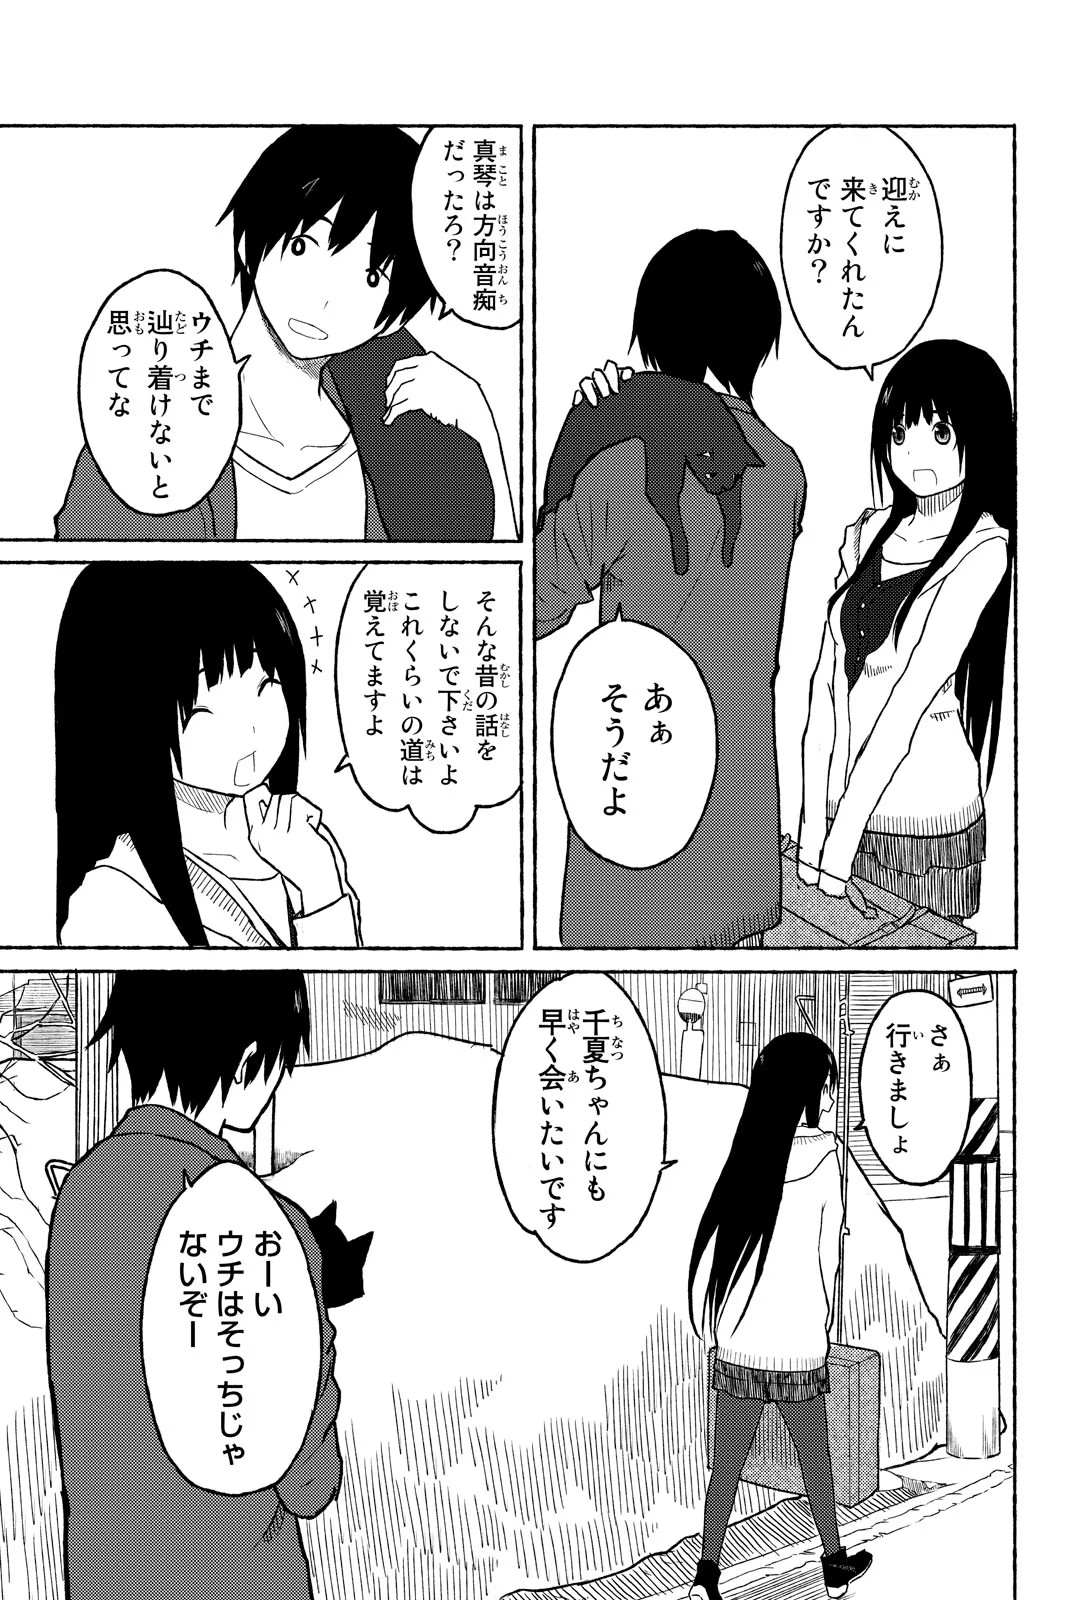 迎えに
来てくれたん
ですか？
あぁ
そうだよ
真琴は方向音痴
だったろ？
ウチまで
辿り着けないと
思ってな
そんな昔の話を
しないで下さいよ
これくらいの道は
覚えてますよ
さぁ
行きましょ
千夏ちゃんにも
早く会いたいです
おーい
ウチはそっちじゃ
ないぞー